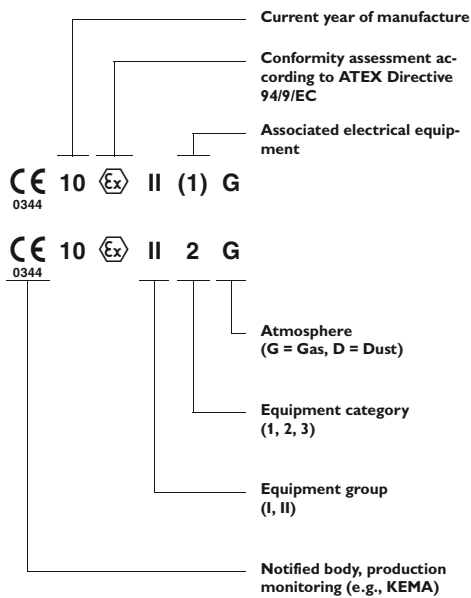 Current year of manufacture
Conformity assessment ac-
cording to ATEX Directive
94/9/EC
Associated electrical equip-
ment
CE 10 Ex II (1) G
0344
CE 10 Ex II 2 G
0344
Atmosphere
(G = Gas, D = Dust)
Equipment category
(1, 2, 3)
Equipment group
(I, II)
Notified body, production
monitoring (e.g., KEMA)